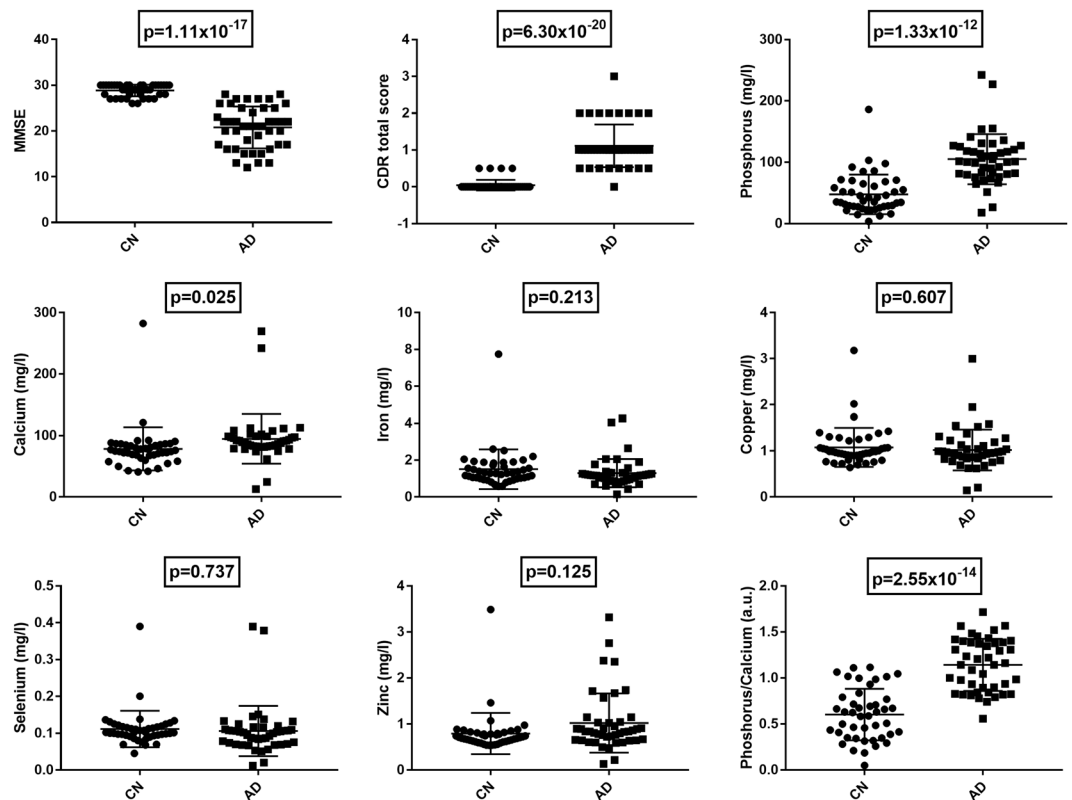 p=1.11x10⁻¹⁷
MMSE
40
30
20
10
0
CN
AD
p=6.30x10⁻²⁰
CDR total score
4
3
2
1
0
-1
CN
AD
p=1.33x10⁻¹²
Phosphorus (mg/l)
300
200
100
0
CN
AD
p=0.025
Calcium (mg/l)
300
200
100
0
CN
AD
p=0.213
Iron (mg/l)
10
8
6
4
2
0
CN
AD
p=0.607
Copper (mg/l)
4
3
2
1
0
CN
AD
p=0.737
Selenium (mg/l)
0.5
0.4
0.3
0.2
0.1
0.0
CN
AD
p=0.125
Zinc (mg/l)
4
3
2
1
0
CN
AD
p=2.55x10⁻¹⁴
Phoshorus/Calcium (a.u.)
2.0
1.5
1.0
0.5
0.0
CN
AD